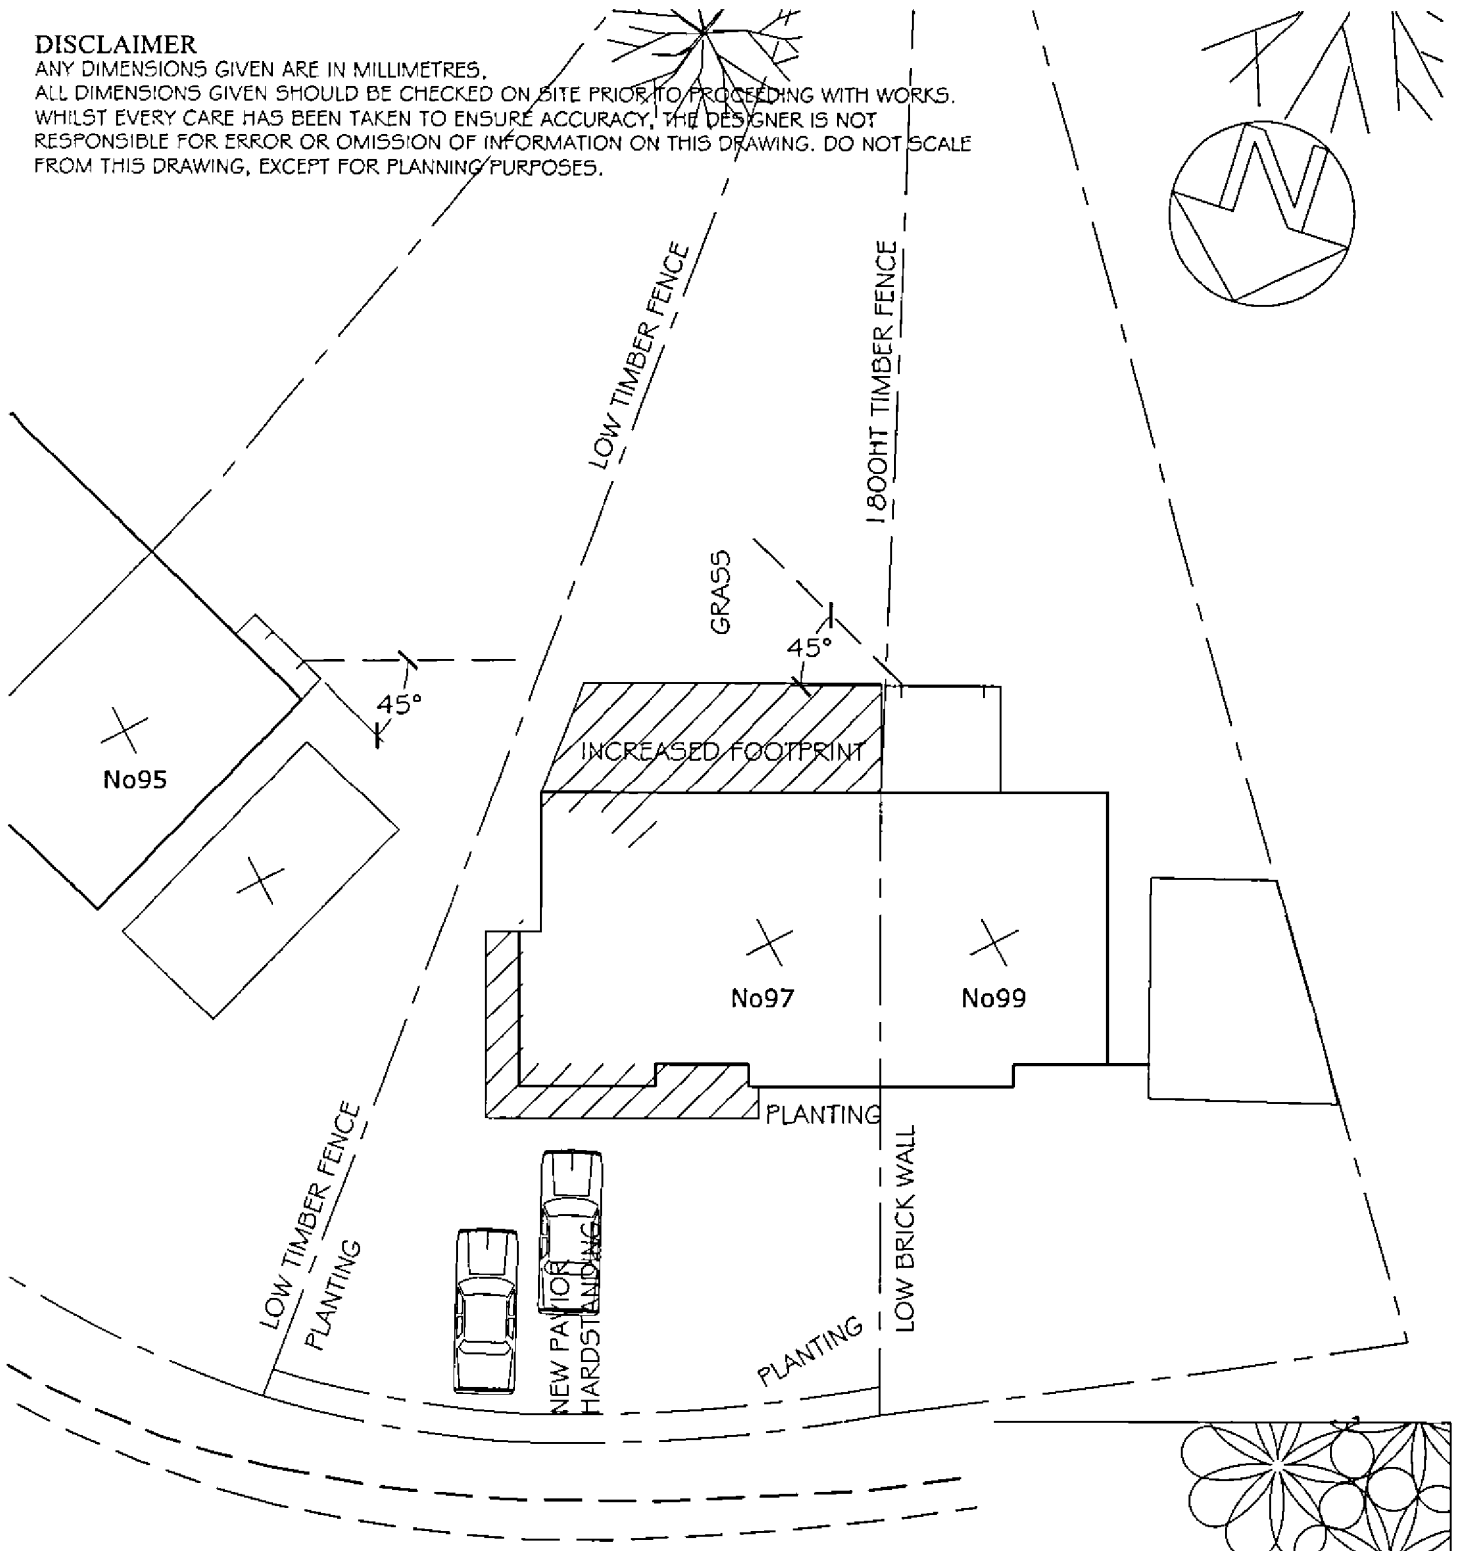 DISCLAIMER
ANY DIMENSIONS GIVEN ARE IN MILLIMETRES,
ALL DIMENSIONS GIVEN SHOULD BE CHECKED ON SITE PRIOR TO PROCEEDING WITH WORKS.
WHILST EVERY CARE HAS BEEN TAKEN TO ENSURE ACCURACY, THE DESIGNER IS NOT
RESPONSIBLE FOR ERROR OR OMISSION OF INFORMATION ON THIS DRAWING. DO NOT SCALE
FROM THIS DRAWING, EXCEPT FOR PLANNING PURPOSES.
N
LOW TIMBER FENCE
1800HT TIMBER FENCE
GRASS
45°
45°
INCREASED FOOTPRINT
No95
No97
No99
PLANTING
LOW TIMBER FENCE
PLANTING
NEW PAVIOR
HARDSTANDING
PLANTING
LOW BRICK WALL